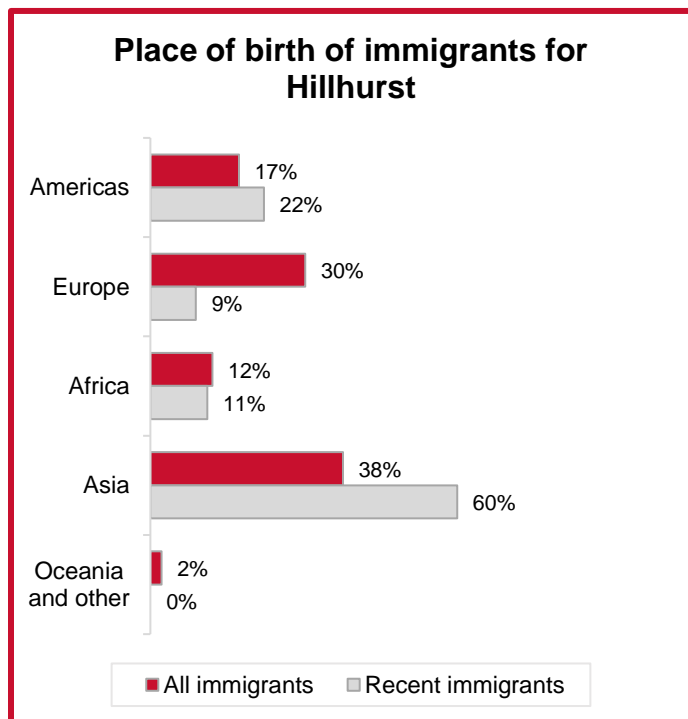 Place of birth of immigrants for
Hillhurst
Americas
17%
22%
Europe
30%
9%
Africa
12%
11%
Asia
38%
60%
Oceania
and other
2%
0%
All immigrants
Recent immigrants